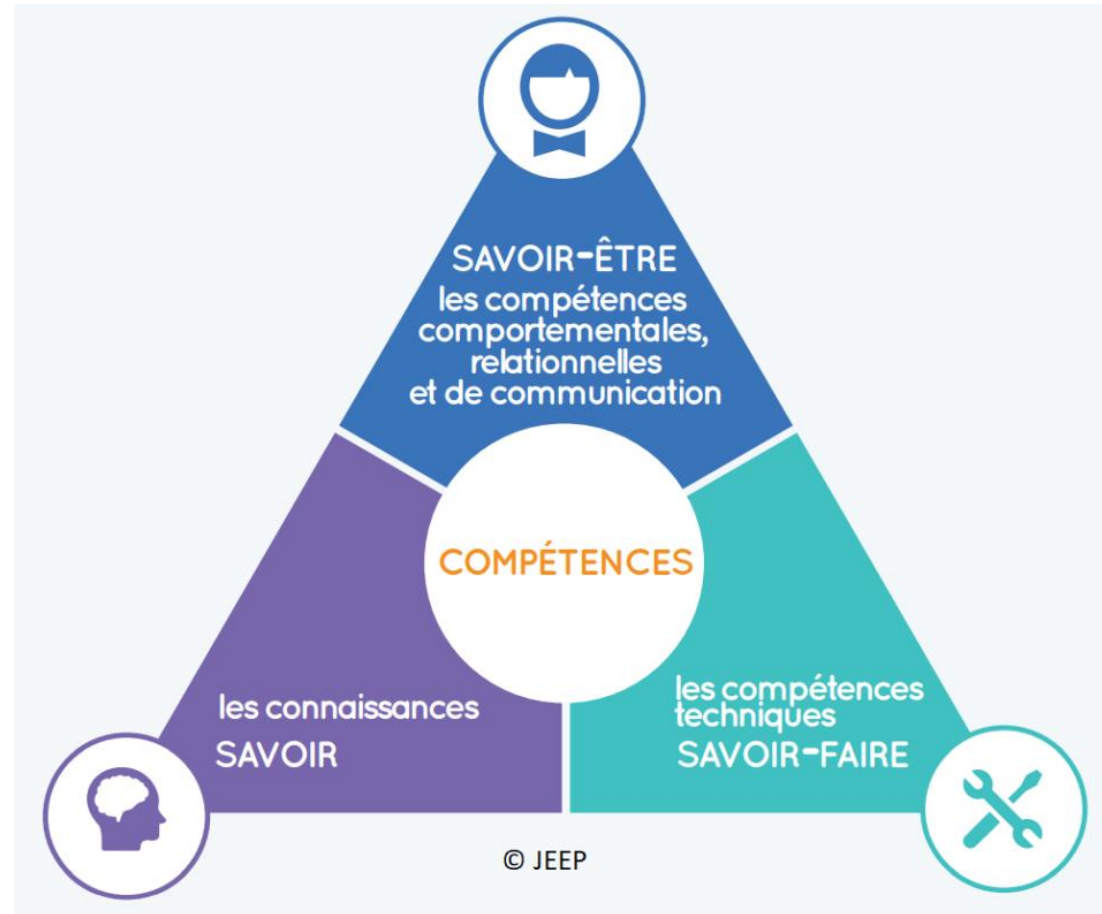 SAVOIR-ÊTRE
les compétences
comportementales,
relationnelles
et de communication
COMPÉTENCES
les connaissances
SAVOIR
les compétences
techniques
SAVOIR-FAIRE
© JEEP